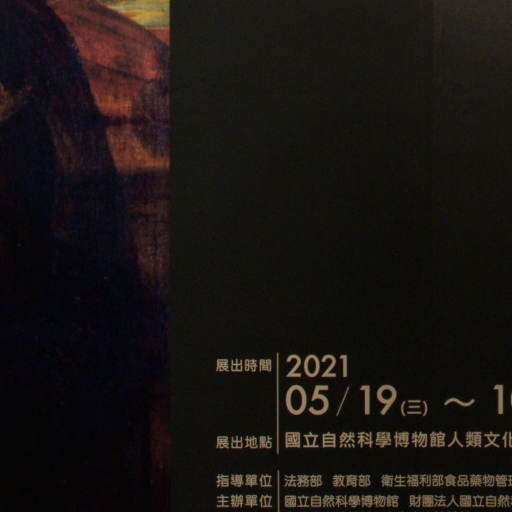 展出時間 2021
05/19(三) ~ 1
展出地點 國立自然科學博物館人類文化
指導單位 法務部 教育部 衛生福利部食品藥物管理
主辦單位 國立自然科學博物館 財團法人國立自然